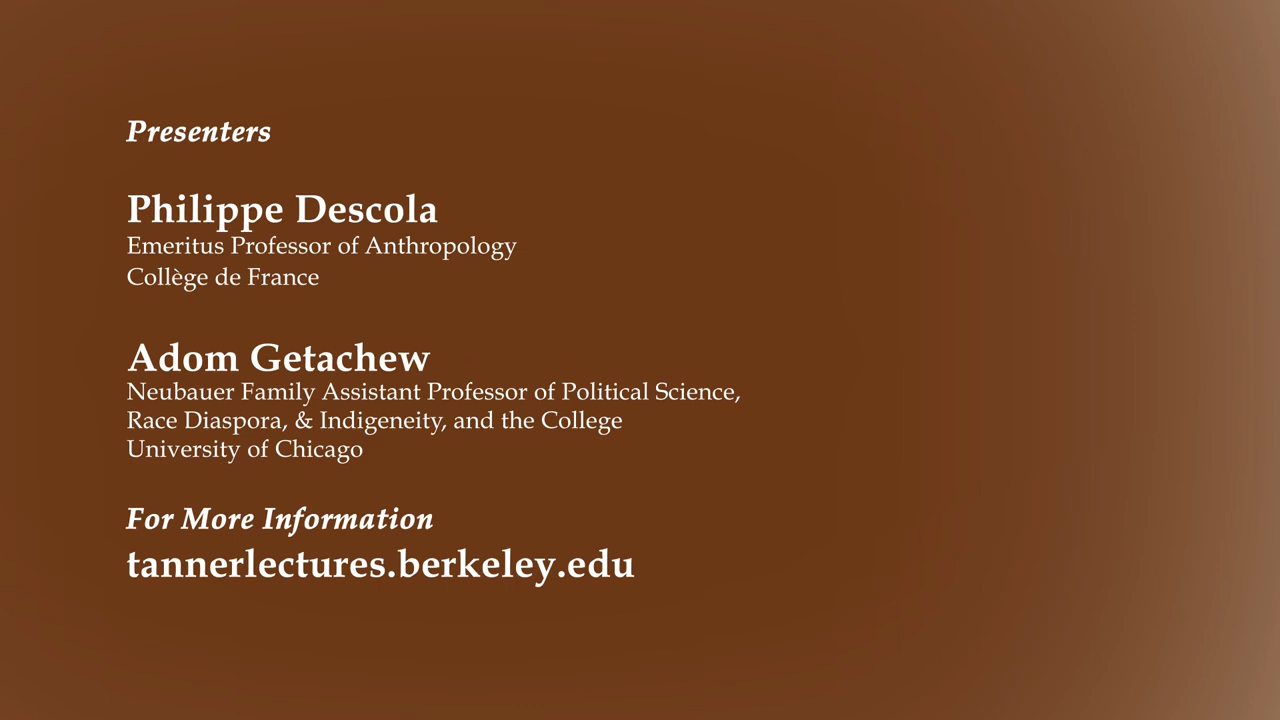 Presenters
Philippe Descola
Emeritus Professor of Anthropology
Collège de France
Adom Getachew
Neubauer Family Assistant Professor of Political Science,
Race Diaspora, & Indigeneity, and the College
University of Chicago
For More Information
tannerlectures.berkeley.edu